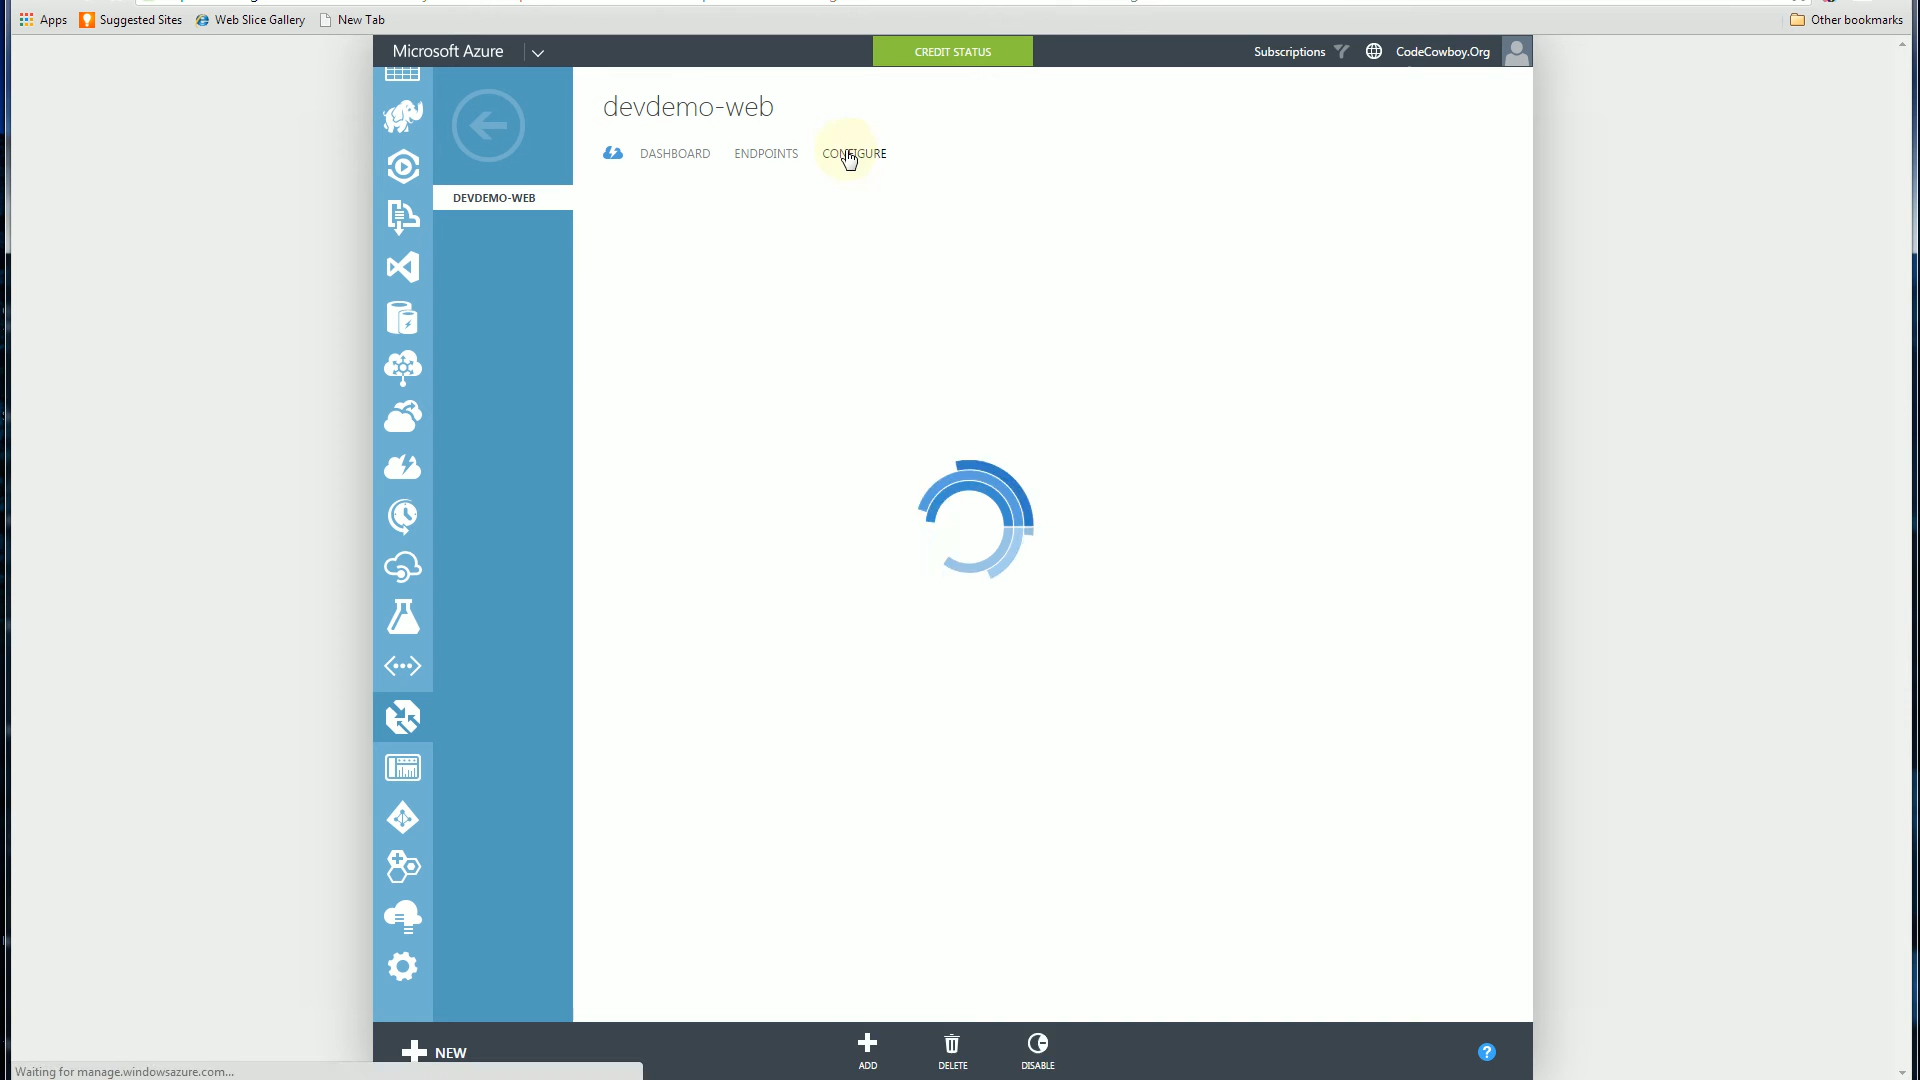 Apps Suggested Sites Web Slice Gallery New Tab Other bookmarks
Microsoft Azure CREDIT STATUS Subscriptions CodeCowboy.Org
devdemo-web
DASHBOARD ENDPOINTS CONFIGURE
DEVDEMO-WEB
NEW ADD DELETE DISABLE ?
Waiting for manage.windowsazure.com...